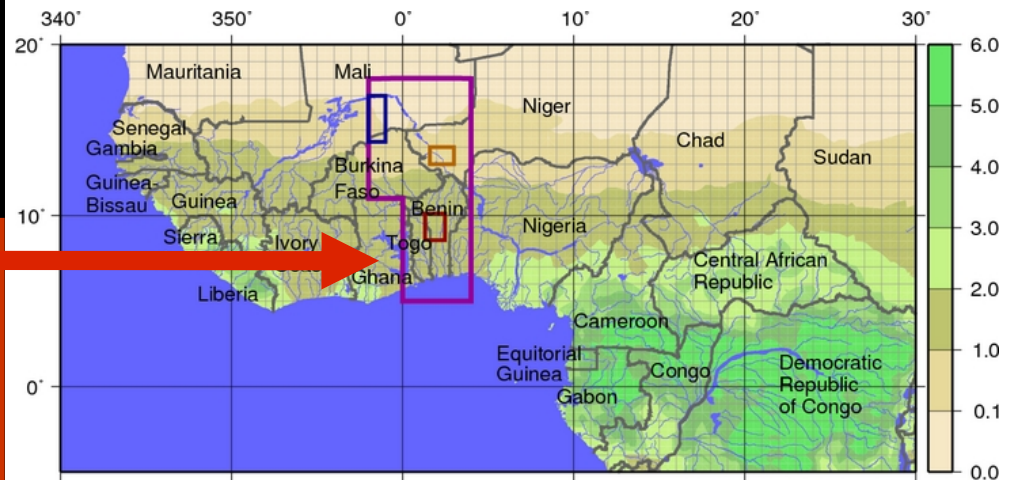 340° 350° 0° 10° 20° 30°
20°
10°
0°
Mauritania
Mali
Niger
Chad
Sudan
Senegal
Gambia
Guinea-
Bissau
Guinea
Burkina
Faso
Benin
Nigeria
Sierra
Ivory
Togo
Ghana
Liberia
Central African
Republic
Cameroon
Equitorial
Guinea
Gabon
Congo
Democratic
Republic
of Congo
6.0
5.0
4.0
3.0
2.0
1.0
0.1
0.0